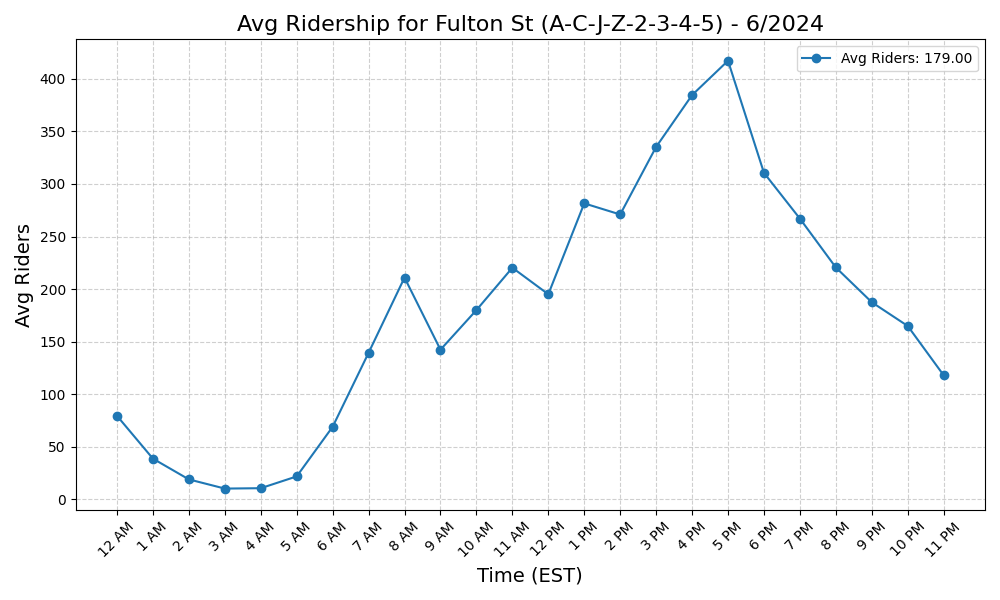 Avg Ridership for Fulton St (A-C-J-Z-2-3-4-5) - 6/2024
Avg Riders: 179.00
Avg Riders
400
350
300
250
200
150
100
50
0
12 AM
1 AM
2 AM
3 AM
4 AM
5 AM
6 AM
7 AM
8 AM
9 AM
10 AM
11 AM
12 PM
1 PM
2 PM
3 PM
4 PM
5 PM
6 PM
7 PM
8 PM
9 PM
10 PM
11 PM
Time (EST)